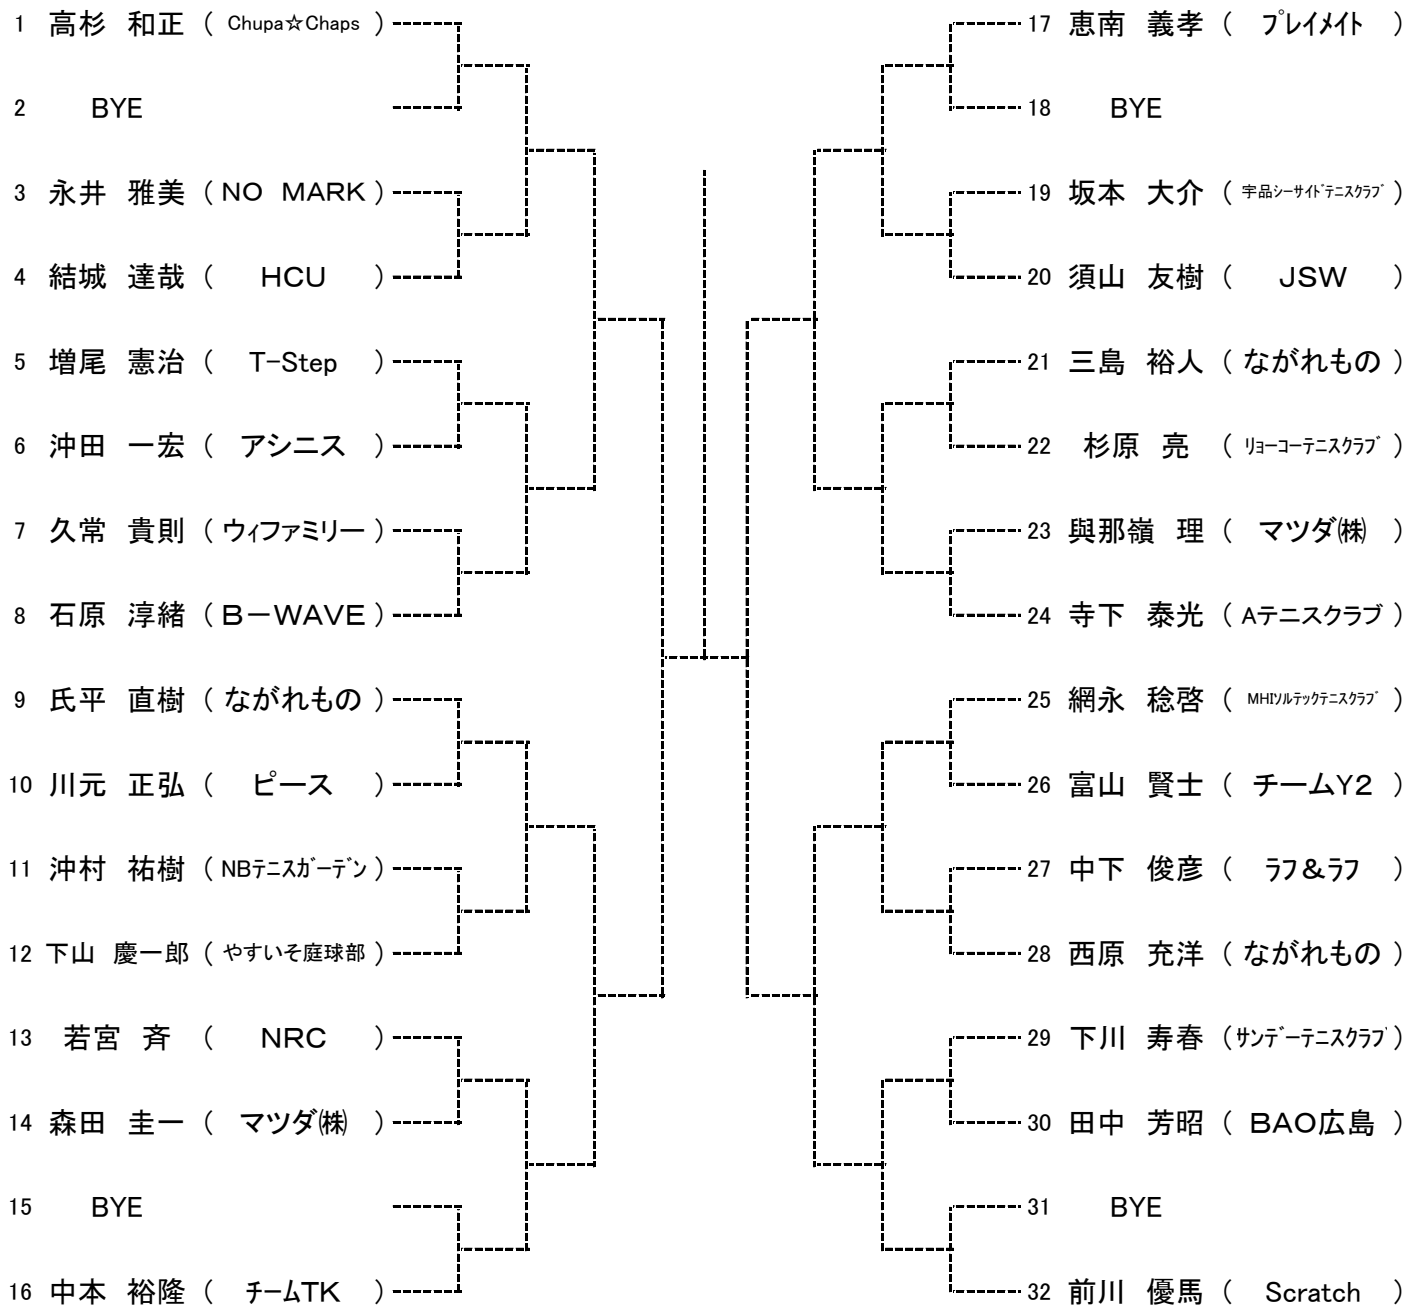 1 高杉 和正 ( Chupa☆Chaps )
2 BYE
3 永井 雅美 ( NO MARK )
4 結城 達哉 ( HCU )
5 増尾 憲治 ( T-Step )
6 沖田 一宏 ( アシニス )
7 久常 貴則 ( ウィファミリー )
8 石原 淳緒 ( B-WAVE )
9 氏平 直樹 ( ながれもの )
10 川元 正弘 ( ピース )
11 沖村 祐樹 ( NBテニスガーデン )
12 下山 慶一郎 ( やすいそ庭球部 )
13 若宮 斉 ( NRC )
14 森田 圭一 ( マツダ㈱ )
15 BYE
16 中本 裕隆 ( チームTK )
17 恵南 義孝 ( プレイメイト )
18 BYE
19 坂本 大介 ( 宇品シーサイドテニスクラブ )
20 須山 友樹 ( JSW )
21 三島 裕人 ( ながれもの )
22 杉原 亮 ( リョーコーテニスクラブ )
23 與那嶺 理 ( マツダ㈱ )
24 寺下 泰光 ( Aテニスクラブ )
25 網永 稔啓 ( MHIソルテックテニスクラブ )
26 富山 賢士 ( チームY2 )
27 中下 俊彦 ( ラフ&ラフ )
28 西原 充洋 ( ながれもの )
29 下川 寿春 ( サンデーテニスクラブ )
30 田中 芳昭 ( BAO広島 )
31 BYE
32 前川 優馬 ( Scratch )